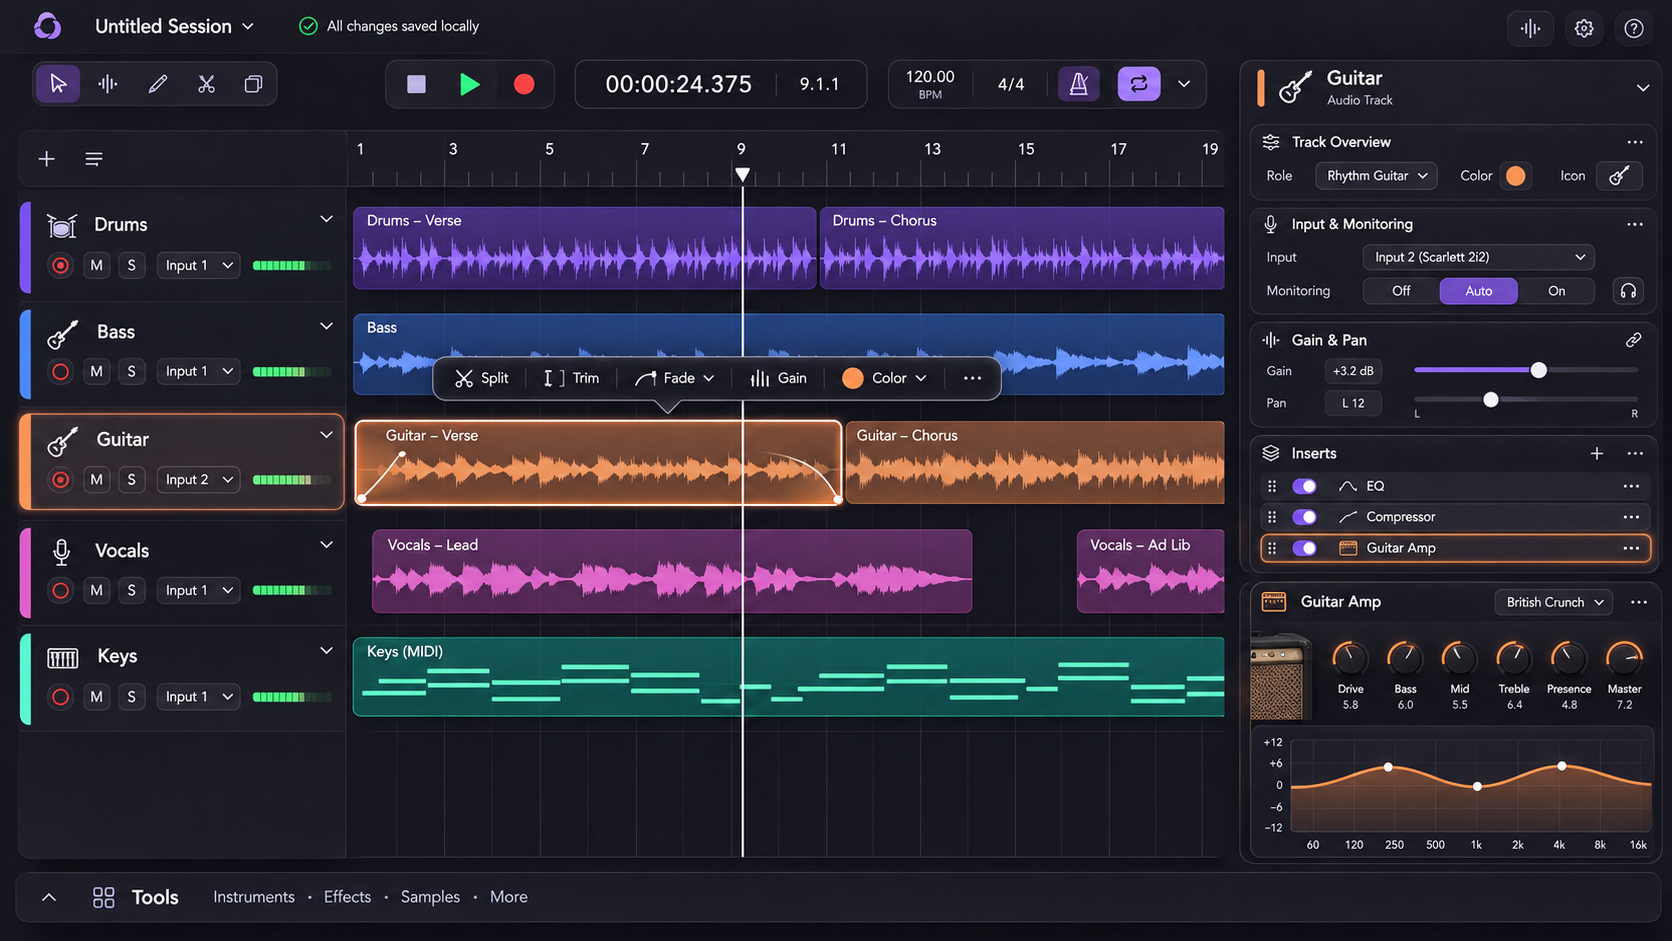 Untitled Session
All changes saved locally
00:00:24.375 9.1.1
120.00
BPM
4/4
1 3 5 7 9 11 13 15 17 19
Drums
M S Input 1
Bass
M S Input 1
Guitar
M S Input 2
Vocals
M S Input 1
Keys
M S Input 1
Drums – Verse
Drums – Chorus
Bass
Split Trim Fade Gain Color
Guitar – Verse
Guitar – Chorus
Vocals – Lead
Vocals – Ad Lib
Keys (MIDI)
Guitar
Audio Track
Track Overview
Role Rhythm Guitar Color Icon
Input & Monitoring
Input Input 2 (Scarlett 2i2)
Monitoring Off Auto On
Gain & Pan
Gain +3.2 dB
Pan L 12
L R
Inserts
EQ
Compressor
Guitar Amp
Guitar Amp British Crunch
Drive Bass Mid Treble Presence Master
5.8 6.0 5.5 6.4 4.8 7.2
+12
+6
0
−6
−12
60 120 250 500 1k 2k 4k 8k 16k
Tools Instruments • Effects • Samples • More